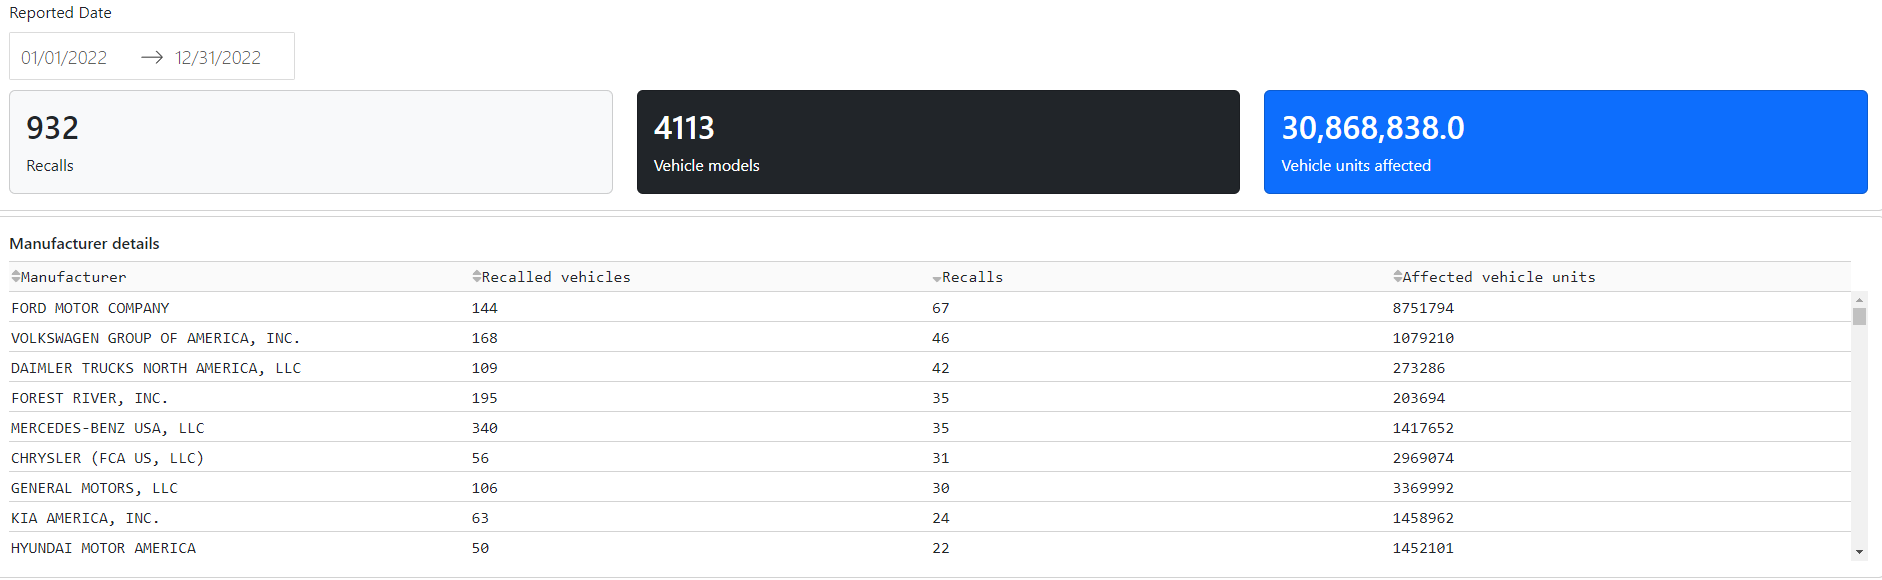 Reported Date
01/01/2022 → 12/31/2022
932
Recalls
4113
Vehicle models
30,868,838.0
Vehicle units affected
Manufacturer details
Manufacturer Recalled vehicles Recalls Affected vehicle units
FORD MOTOR COMPANY 144 67 8751794
VOLKSWAGEN GROUP OF AMERICA, INC. 168 46 1079210
DAIMLER TRUCKS NORTH AMERICA, LLC 109 42 273286
FOREST RIVER, INC. 195 35 203694
MERCEDES-BENZ USA, LLC 340 35 1417652
CHRYSLER (FCA US, LLC) 56 31 2969074
GENERAL MOTORS, LLC 106 30 3369992
KIA AMERICA, INC. 63 24 1458962
HYUNDAI MOTOR AMERICA 50 22 1452101